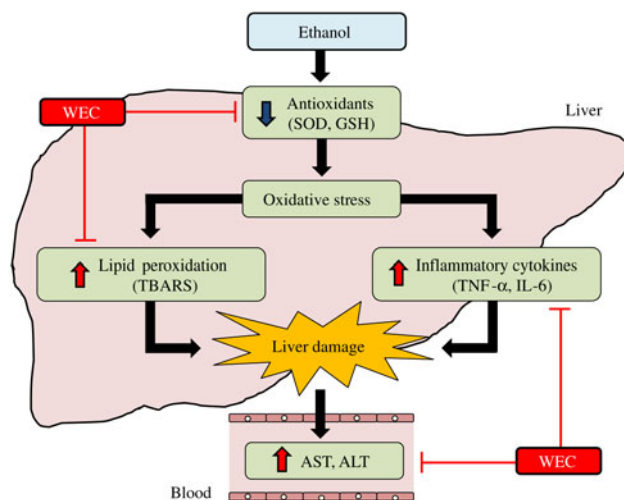 Ethanol
WEC
Antioxidants
(SOD, GSH)
Liver
Oxidative stress
Lipid peroxidation
(TBARS)
Inflammatory cytokines
(TNF-α, IL-6)
Liver damage
AST, ALT
WEC
Blood